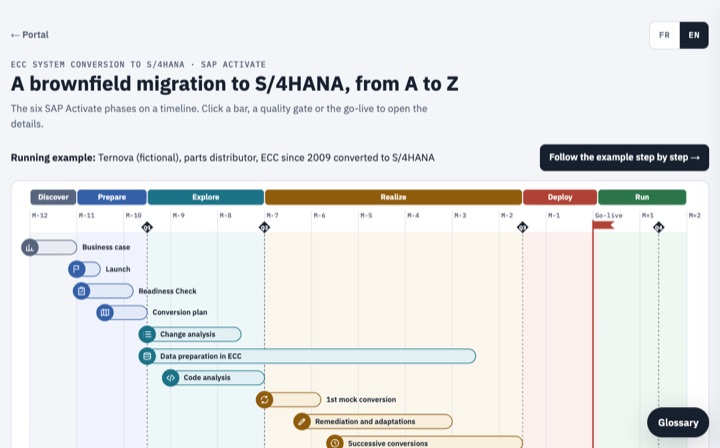 ← Portal
FR EN
ECC SYSTEM CONVERSION TO S/4HANA · SAP ACTIVATE
A brownfield migration to S/4HANA, from A to Z
The six SAP Activate phases on a timeline. Click a bar, a quality gate or the go-live to open the
details.
Running example: Ternova (fictional), parts distributor, ECC since 2009 converted to S/4HANA
Follow the example step by step →
Discover Prepare Explore Realize Deploy Run
M-12 M-11 M-10 M-9 M-8 M-7 M-6 M-5 M-4 M-3 M-2 M-1 Go-live M+1 M+2
Business case
Launch
Readiness Check
Conversion plan
Change analysis
Data preparation in ECC
Code analysis
1st mock conversion
Remediation and adaptations
Successive conversions
Glossary